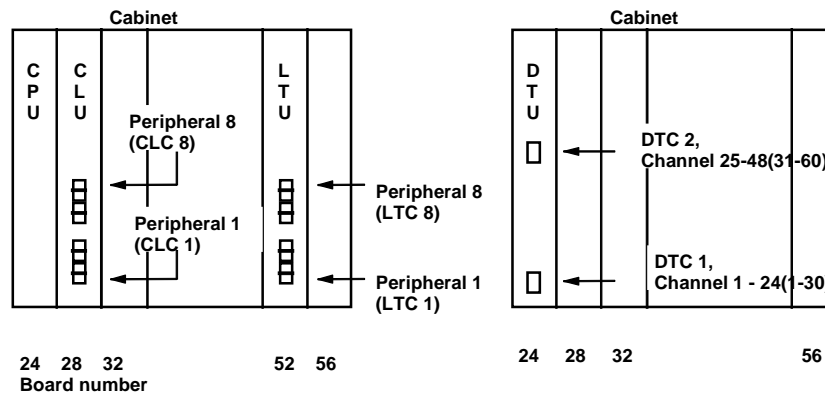 Cabinet
C
P
U
C
L
U
L
T
U
Peripheral 8
(CLC 8)
Peripheral 1
(CLC 1)
Peripheral 8
(LTC 8)
Peripheral 1
(LTC 1)
24 28 32 52 56
Board number
Cabinet
D
T
U
DTC 2,
Channel 25-48(31-60)
DTC 1,
Channel 1 - 24(1-30
24 28 32 56